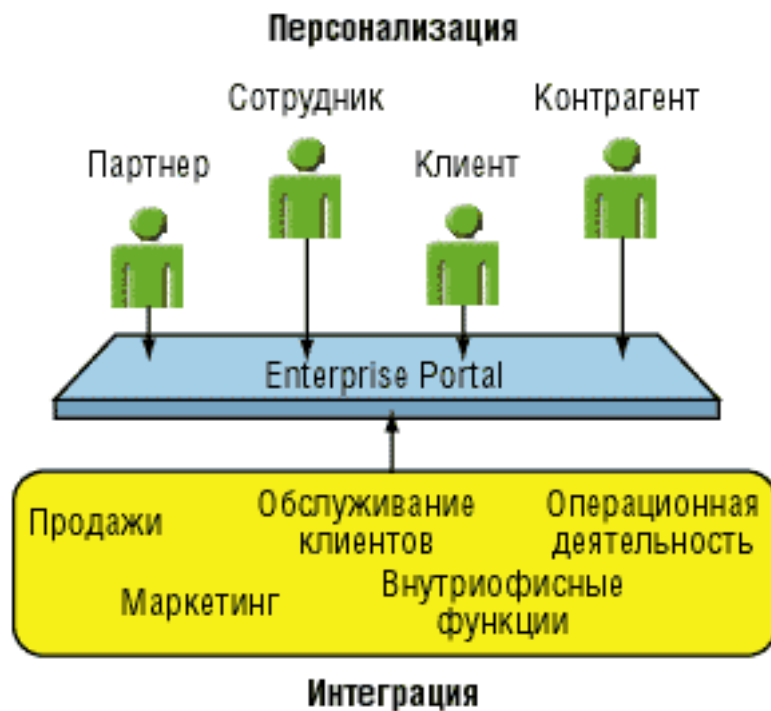 Персонализация
Сотрудник
Контрагент
Партнер
Клиент
Enterprise Portal
Продажи
Обслуживание
клиентов
Операционная
деятельность
Маркетинг
Внутриофисные
функции
Интеграция